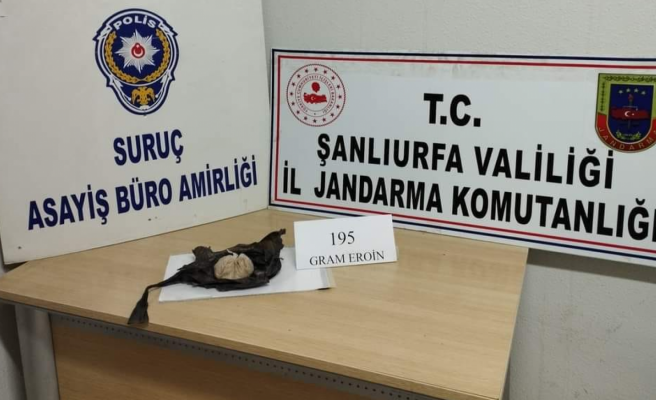 POLİS
SURUÇ
ASAYİŞ BÜRO AMİRLİĞİ
T.C.
ŞANLIURFA VALİLİĞİ
İL JANDARMA KOMUTANLIĞI
JANDARMA
195
GRAM EROİN